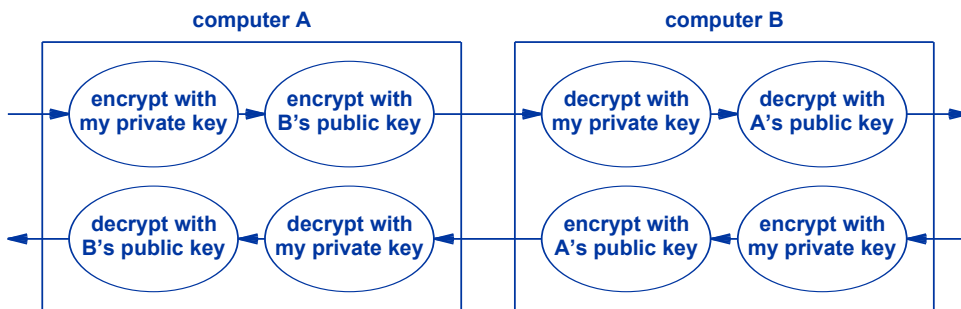 computer A
computer B
encrypt with
my private key
encrypt with
B’s public key
decrypt with
my private key
decrypt with
A’s public key
decrypt with
B’s public key
decrypt with
my private key
encrypt with
A’s public key
encrypt with
my private key